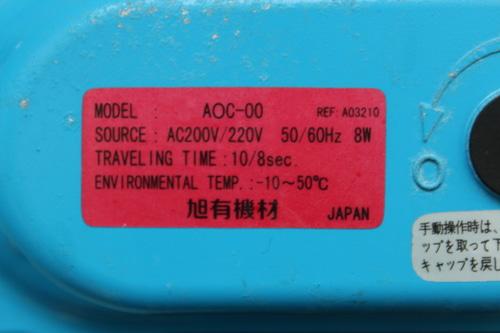 MODEL : AOC-00 REF: A03210
SOURCE : AC200V/220V 50/60Hz 8W
TRAVELING TIME : 10/8sec.
ENVIRONMENTAL TEMP. : -10～50℃
旭有機材 JAPAN
O
手動操作時は、
ップを取って下
キャップを戻し